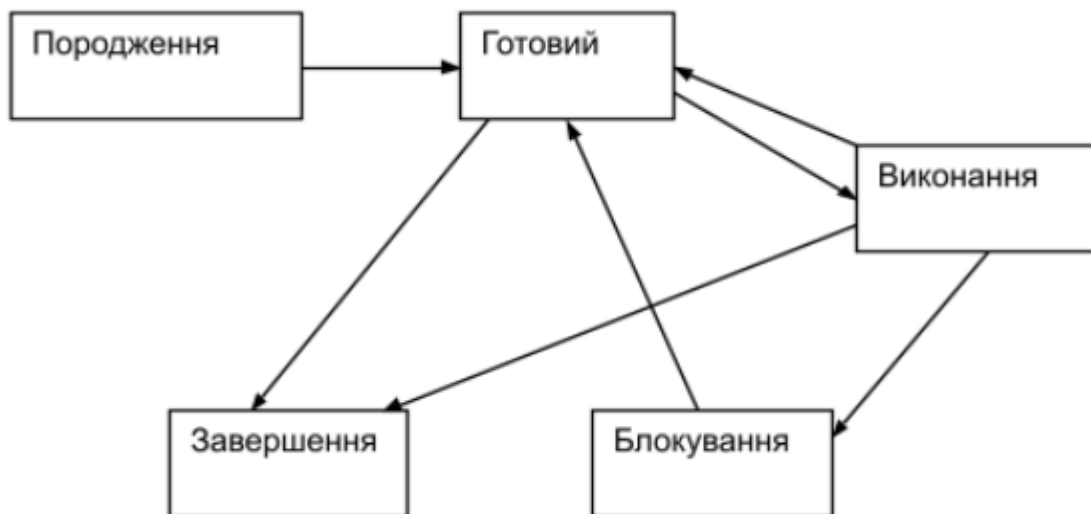 Породження
Готовий
Виконання
Завершення
Блокування